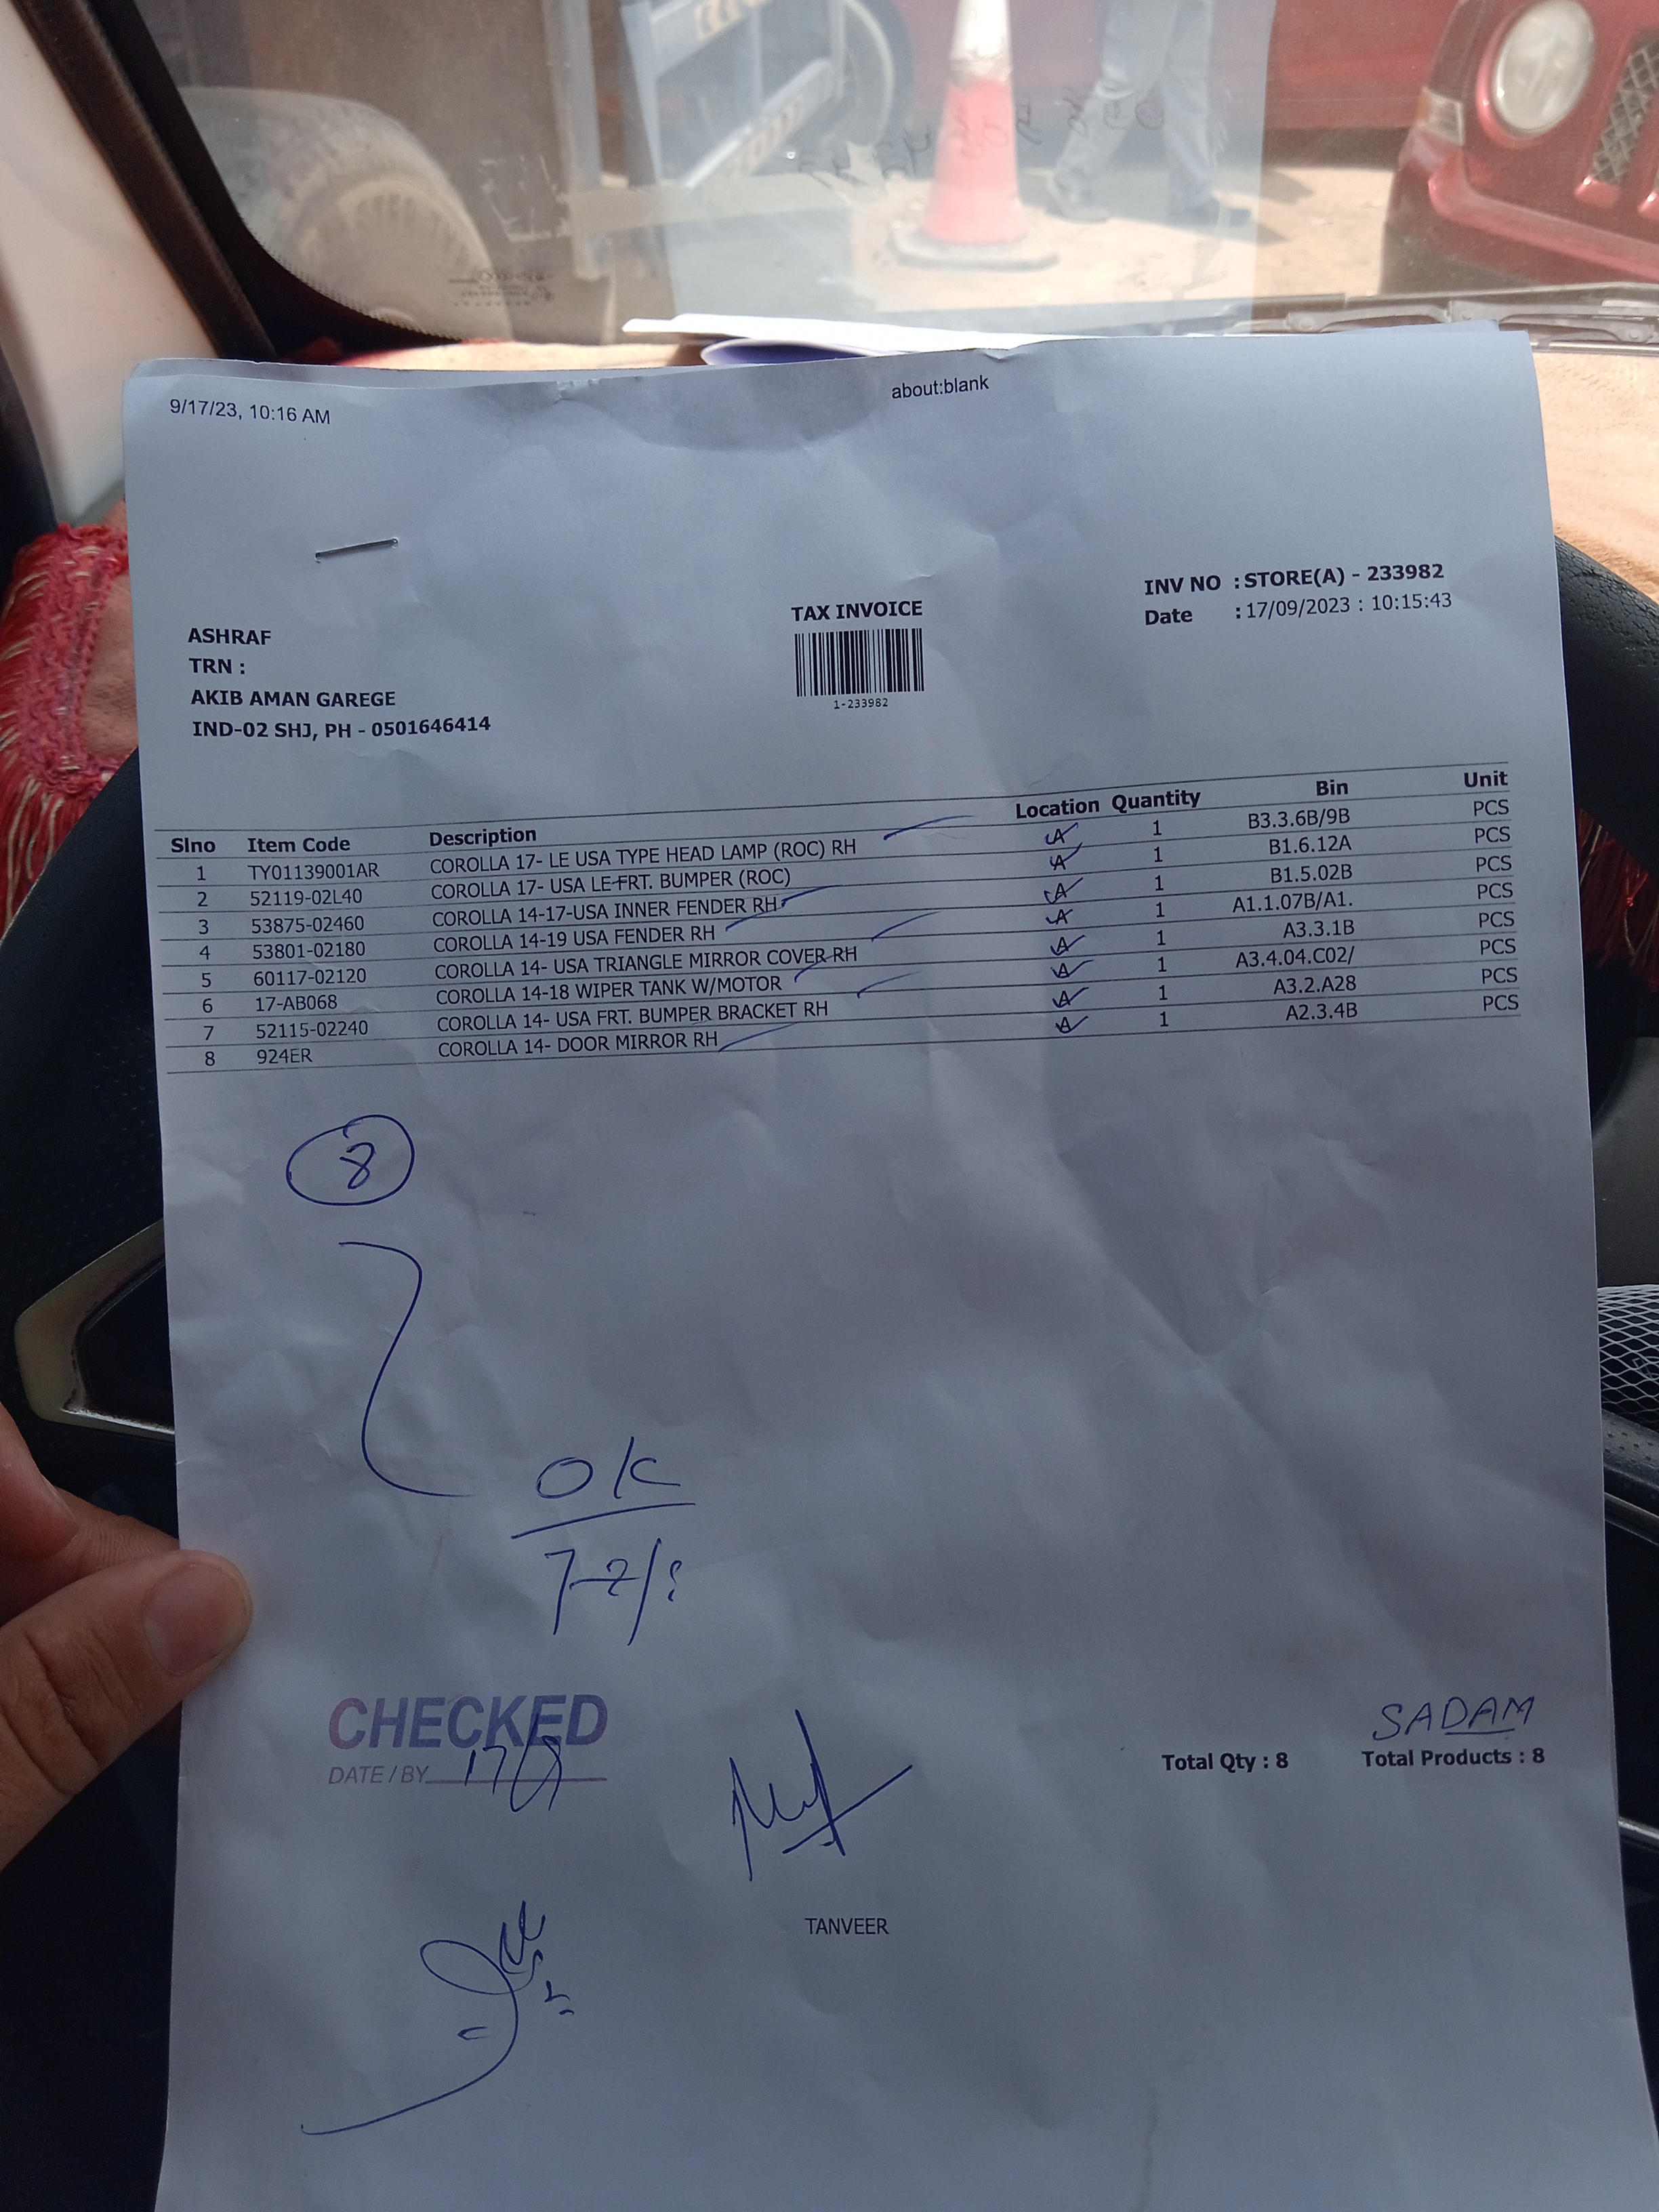 9/17/23, 10:16 AM about:blank
INV NO : STORE(A) - 233982
Date : 17/09/2023 : 10:15:43
TAX INVOICE
1-233982
ASHRAF
TRN :
AKIB AMAN GAREGE
IND-02 SHJ, PH - 0501646414
Slno Item Code Description Location Quantity Bin Unit
1 TY01139001AR COROLLA 17- LE USA TYPE HEAD LAMP (ROC) RH A 1 B3.3.6B/9B PCS
2 52119-02L40 COROLLA 17- USA LE-FRT. BUMPER (ROC) A 1 B1.6.12A PCS
3 53875-02460 COROLLA 14-17-USA INNER FENDER RH A 1 B1.5.02B PCS
4 53801-02180 COROLLA 14-19 USA FENDER RH A 1 A1.1.07B/A1. PCS
5 60117-02120 COROLLA 14- USA TRIANGLE MIRROR COVER RH A 1 A3.3.1B PCS
6 17-AB068 COROLLA 14-18 WIPER TANK W/MOTOR A 1 A3.4.04.C02/ PCS
7 52115-02240 COROLLA 14- USA FRT. BUMPER BRACKET RH A 1 A3.2.A28 PCS
8 924ER COROLLA 14- DOOR MIRROR RH A 1 A2.3.4B PCS
8
OK
CHECKED
DATE / BY 17/9
SADAM
Total Qty : 8 Total Products : 8
TANVEER